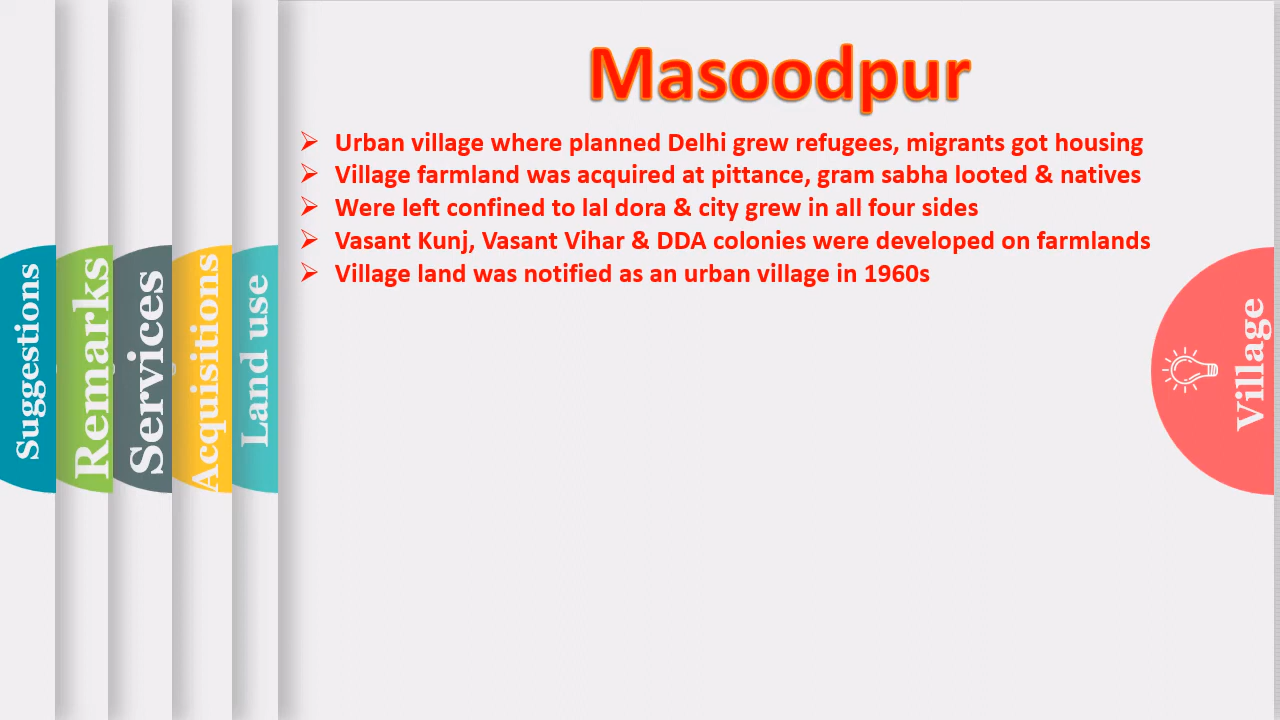 Masoodpur
Urban village where planned Delhi grew refugees, migrants got housing
Village farmland was acquired at pittance, gram sabha looted & natives
Were left confined to lal dora & city grew in all four sides
Vasant Kunj, Vasant Vihar & DDA colonies were developed on farmlands
Village land was notified as an urban village in 1960s
Suggestions
Remarks
Services
Acquisitions
Land use
Village